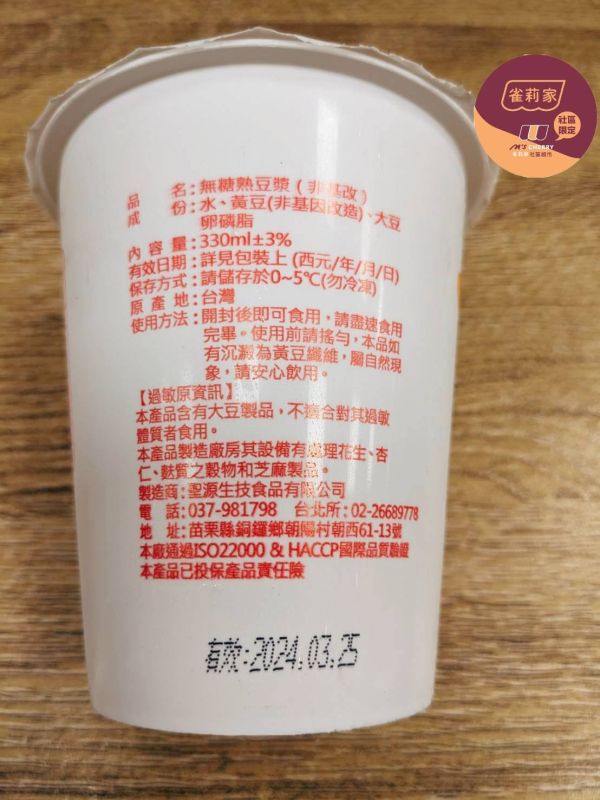 雀莉家
社區
限定
M's CHERRY
雀莉家 社區超市
品名:無糖熟豆漿(非基改)
成份:水、黃豆(非基因改造)、大豆
卵磷脂
內容量:330ml±3%
有效日期:詳見包裝上(西元/年/月/日)
保存方式:請儲存於0~5℃(勿冷凍)
原產地:台灣
使用方法:開封後即可食用,請盡速食用
完畢。使用前請搖勻,本品如
有沉澱為黃豆纖維,屬自然現
象,請安心飲用。
【過敏原資訊】
本產品含有大豆製品,不適合對其過敏
體質者食用。
本產品製造廠房其設備有處理花生、杏
仁、麩質之穀物和芝麻製品。
製造商:聖源生技食品有限公司
電話:037-981798 台北所:02-26689778
地址:苗栗縣銅鑼鄉朝陽村朝西61-13號
本廠通過ISO22000 & HACCP國際品質驗證
本產品已投保產品責任險
有效:2024.03.25